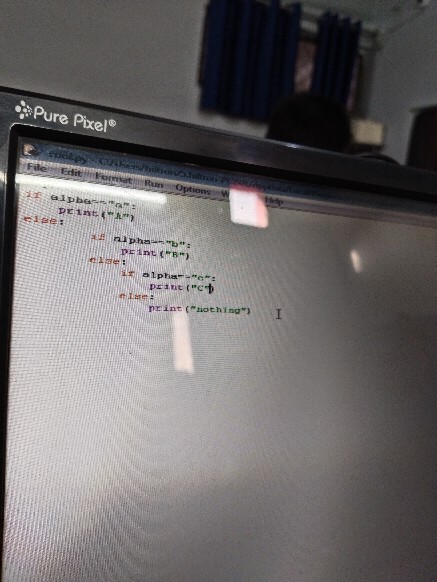 Pure Pixel®
File Edit Format Run Options Help
if alpha=="a":
print("A")
else:
if alpha=="b":
print("B")
else:
if alpha=="c":
print("C")
else:
print("nothing")